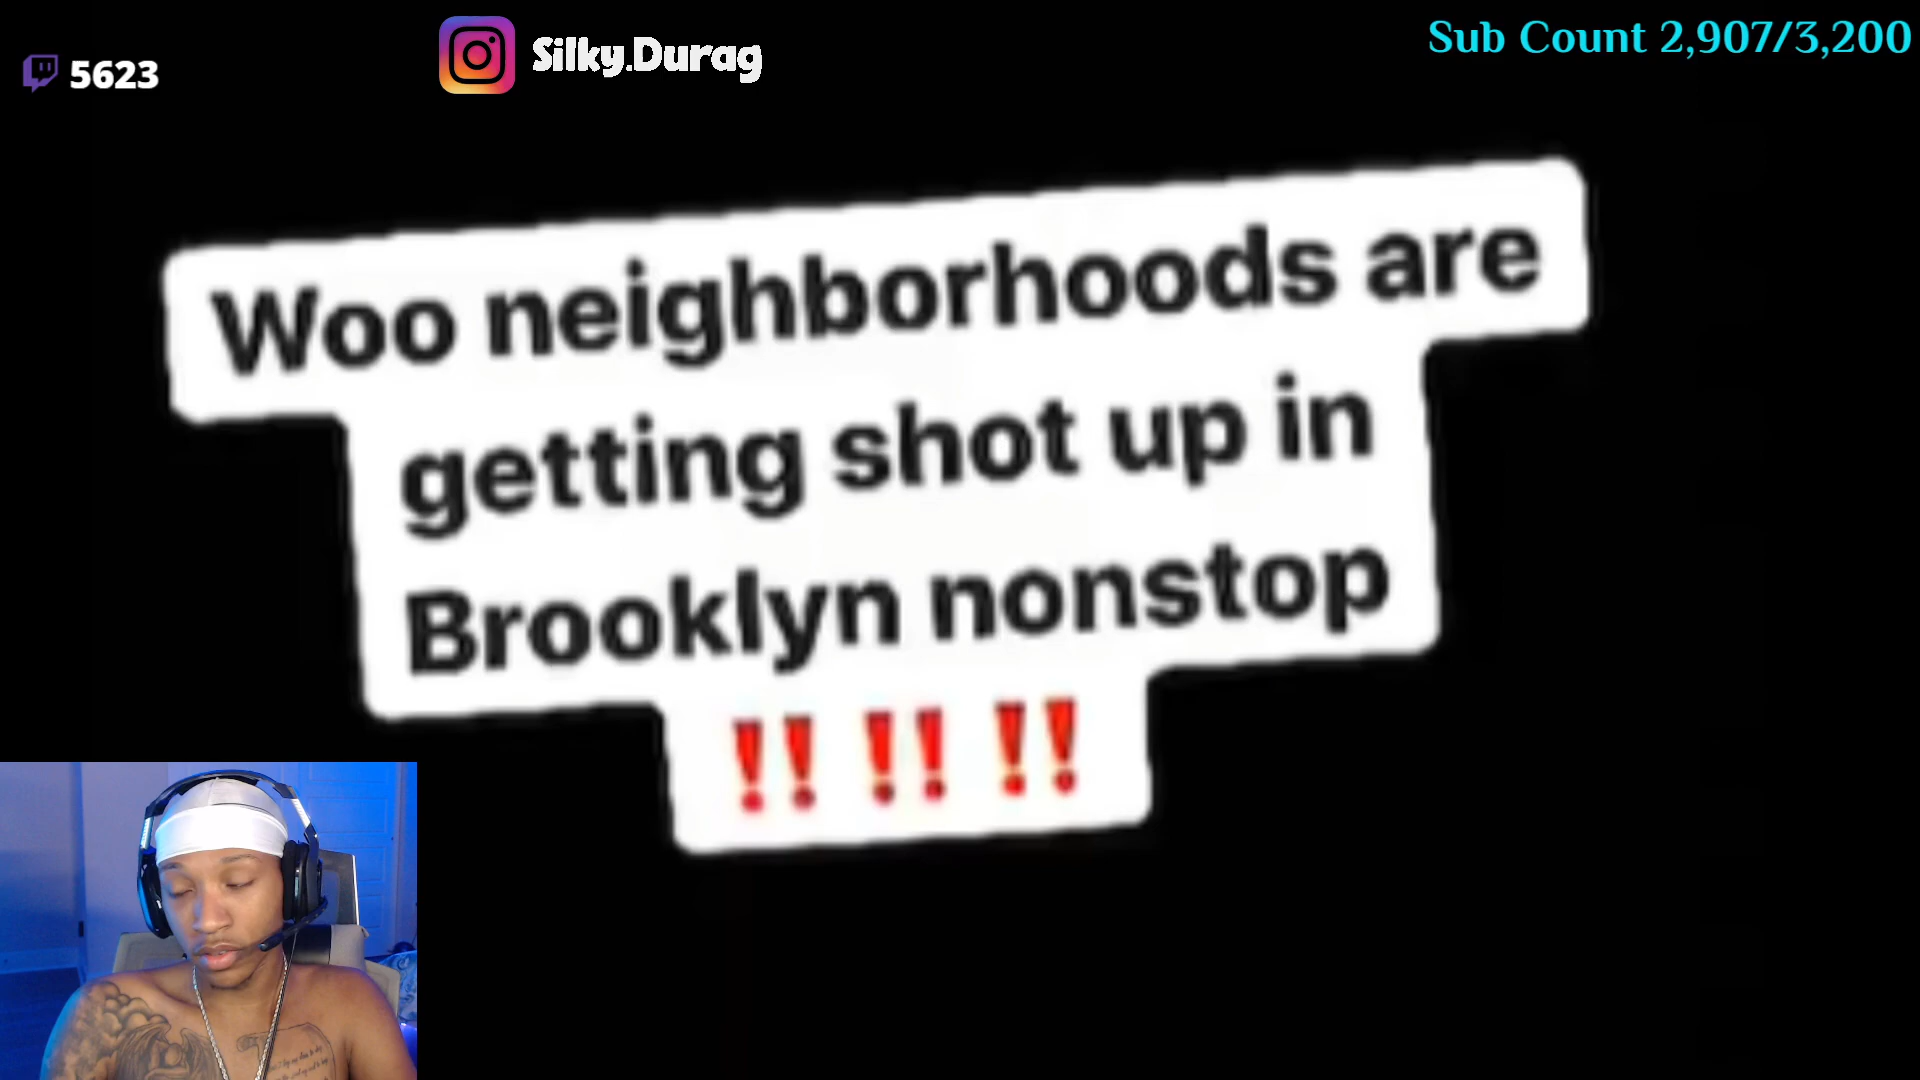 5623
Silky.Durag
Sub Count 2,907/3,200
Woo neighborhoods are
getting shot up in
Brooklyn nonstop
‼️ ‼️ ‼️